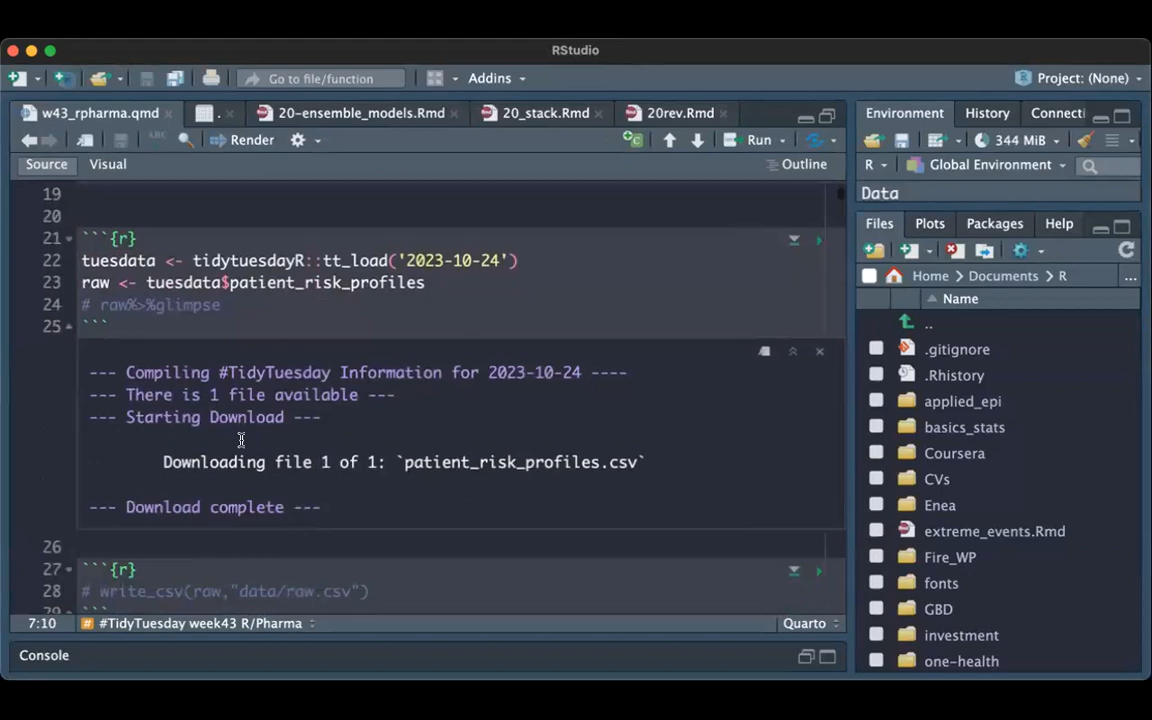 RStudio
Go to file/function
Addins
Project: (None)
w43_rpharma.qmd
.
20-ensemble_models.Rmd
20_stack.Rmd
20rev.Rmd
Render
Run
Source
Visual
Outline
19
20
21 ```{r}
22 tuesdata <- tidytuesdayR::tt_load('2023-10-24')
23 raw <- tuesdata$patient_risk_profiles
24 # raw%>%glimpse
25 ```
--- Compiling #TidyTuesday Information for 2023-10-24 ----
--- There is 1 file available ---
--- Starting Download ---
Downloading file 1 of 1: `patient_risk_profiles.csv`
--- Download complete ---
26
27 ```{r}
28 # write_csv(raw,"data/raw.csv")
29 ```
7:10
#TidyTuesday week43 R/Pharma
Quarto
Console
Environment
History
Connecti
344 MiB
R
Global Environment
Data
Files
Plots
Packages
Help
Home
Documents
R
...
Name
..
.gitignore
.Rhistory
applied_epi
basics_stats
Coursera
CVs
Enea
extreme_events.Rmd
Fire_WP
fonts
GBD
investment
one-health